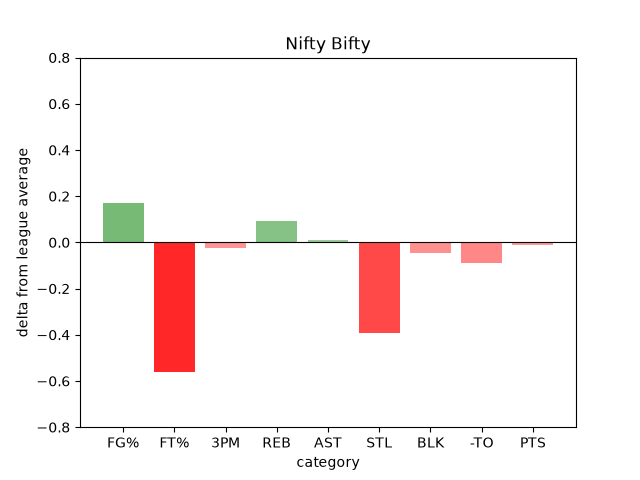 Nifty Bifty
0.8
0.6
0.4
0.2
0.0
−0.2
−0.4
−0.6
−0.8
delta from league average
FG% FT% 3PM REB AST STL BLK -TO PTS
category